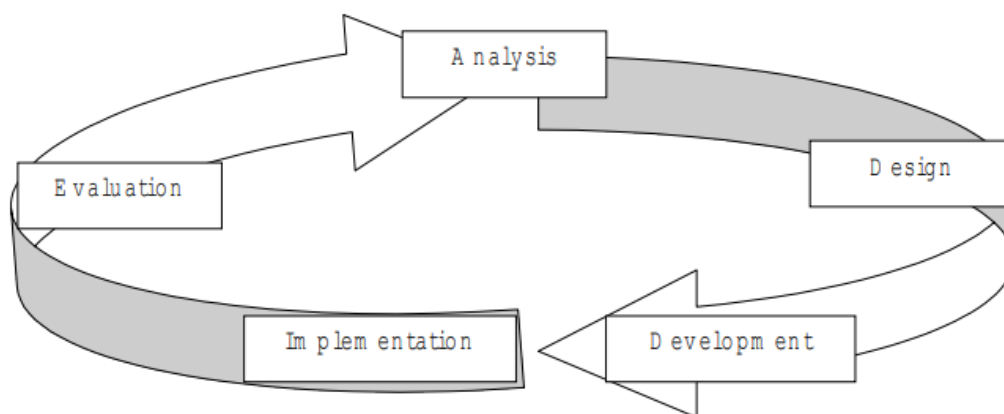 Analysis
Design
Development
Implementation
Evaluation